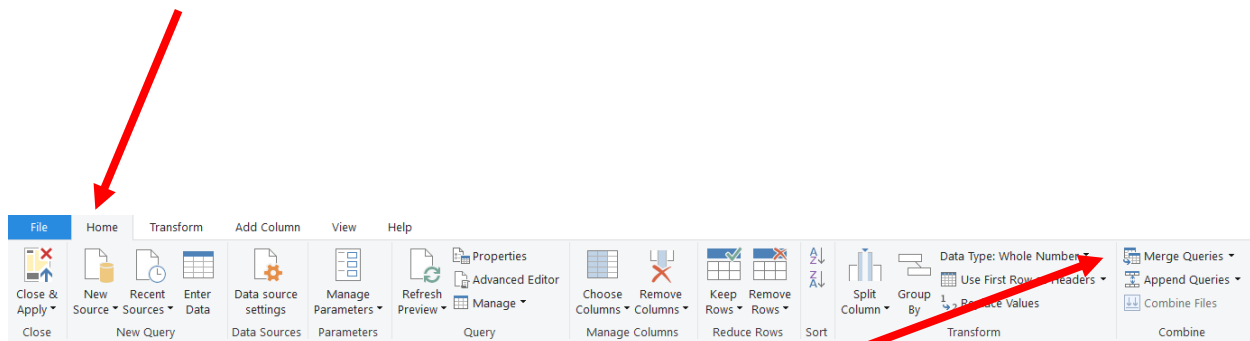 File Home Transform Add Column View Help
Close & Apply
Close
New Source
Recent Sources
Enter Data
New Query
Data source settings
Data Sources
Manage Parameters
Parameters
Refresh Preview
Properties
Advanced Editor
Manage
Query
Choose Columns
Remove Columns
Manage Columns
Keep Rows
Remove Rows
Reduce Rows
A Z
Z A
Sort
Split Column
Group By
Data Type: Whole Number
Use First Row as Headers
1 2 Replace Values
Transform
Merge Queries
Append Queries
Combine Files
Combine